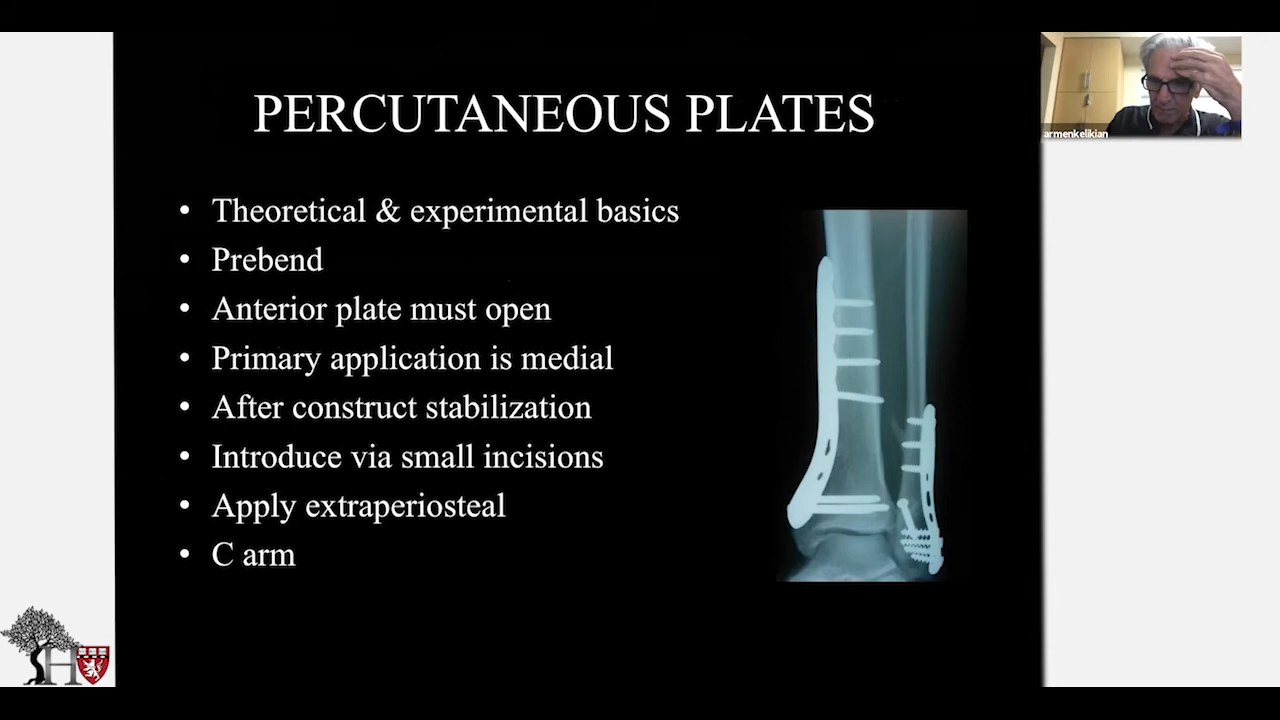 PERCUTANEOUS PLATES
armenkelikian
• Theoretical & experimental basics
• Prebend
• Anterior plate must open
• Primary application is medial
• After construct stabilization
• Introduce via small incisions
• Apply extraperiosteal
• C arm
H